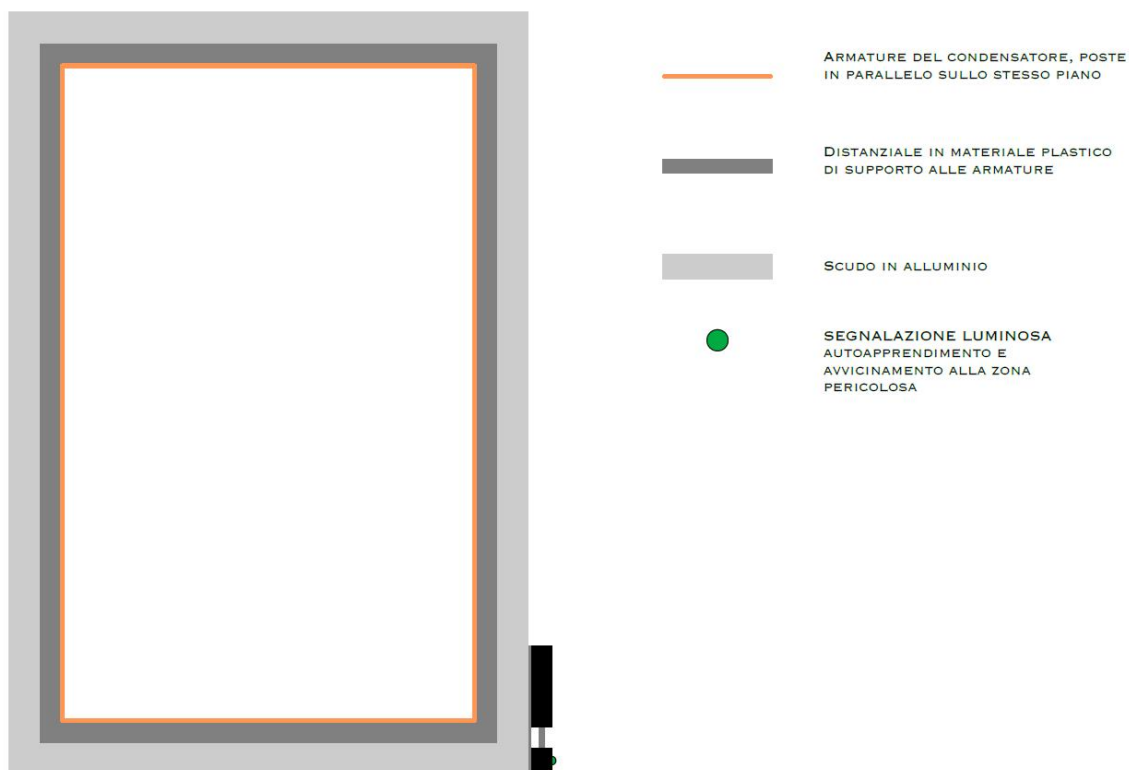 ARMATURE DEL CONDENSATORE, POSTE
IN PARALLELO SULLO STESSO PIANO
DISTANZIALE IN MATERIALE PLASTICO
DI SUPPORTO ALLE ARMATURE
SCUDO IN ALLUMINIO
SEGNALAZIONE LUMINOSA
AUTOAPPRENDIMENTO E
AVVICINAMENTO ALLA ZONA
PERICOLOSA